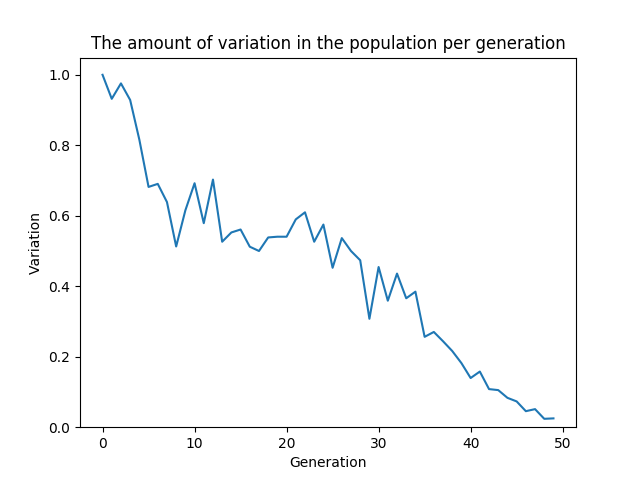 The amount of variation in the population per generation
1.0
0.8
0.6
0.4
0.2
0.0
Variation
0 10 20 30 40 50
Generation